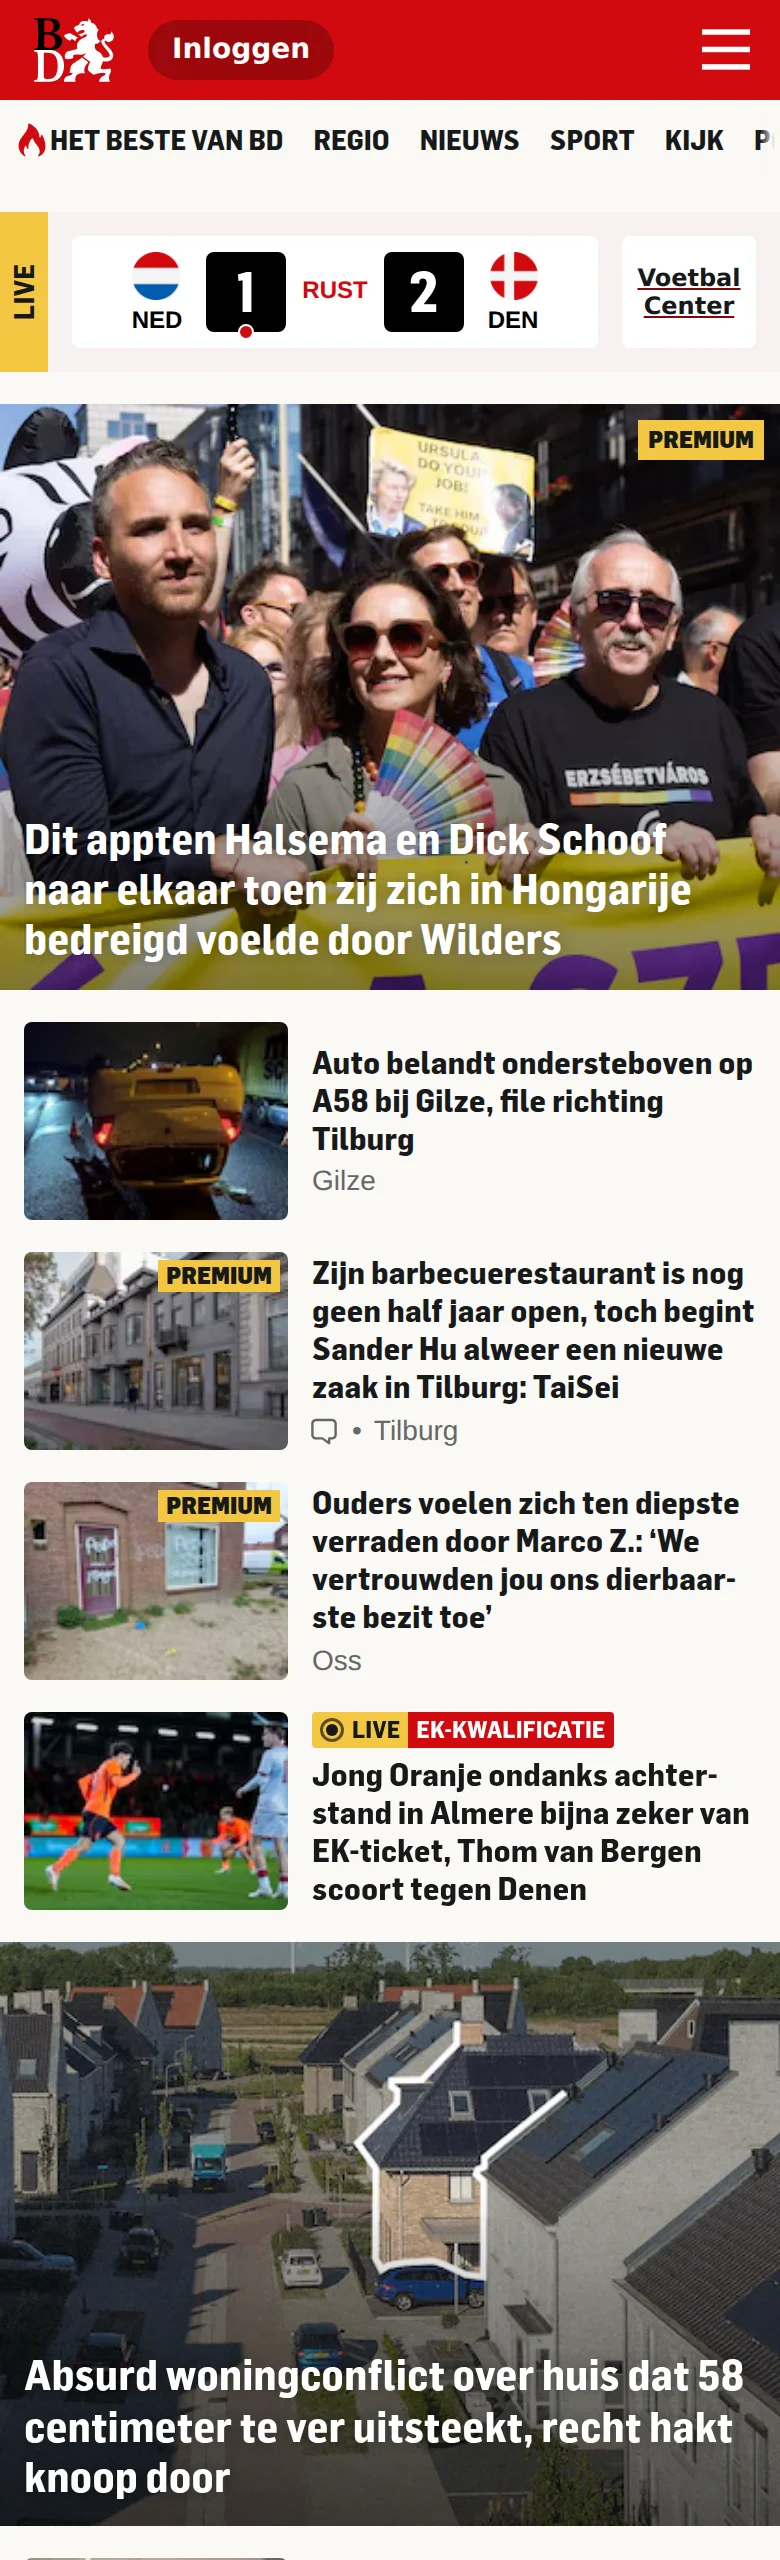 BD
Inloggen
HET BESTE VAN BD REGIO NIEUWS SPORT KIJK
LIVE
NED 1 RUST 2 DEN
Voetbal
Center
PREMIUM
URSULA
DO YOUR
JOB!
TAKE HIM
ERZSÉBETVÁROS
Dit appten Halsema en Dick Schoof
naar elkaar toen zij zich in Hongarije
bedreigd voelde door Wilders
Auto belandt ondersteboven op
A58 bij Gilze, file richting
Tilburg
Gilze
PREMIUM
Zijn barbecuerestaurant is nog
geen half jaar open, toch begint
Sander Hu alweer een nieuwe
zaak in Tilburg: TaiSei
• Tilburg
PREMIUM
Ouders voelen zich ten diepste
verraden door Marco Z.: ‘We
vertrouwden jou ons dierbaar-
ste bezit toe’
Oss
LIVE EK-KWALIFICATIE
Jong Oranje ondanks achter-
stand in Almere bijna zeker van
EK-ticket, Thom van Bergen
scoort tegen Denen
Absurd woningconflict over huis dat 58
centimeter te ver uitsteekt, recht hakt
knoop door